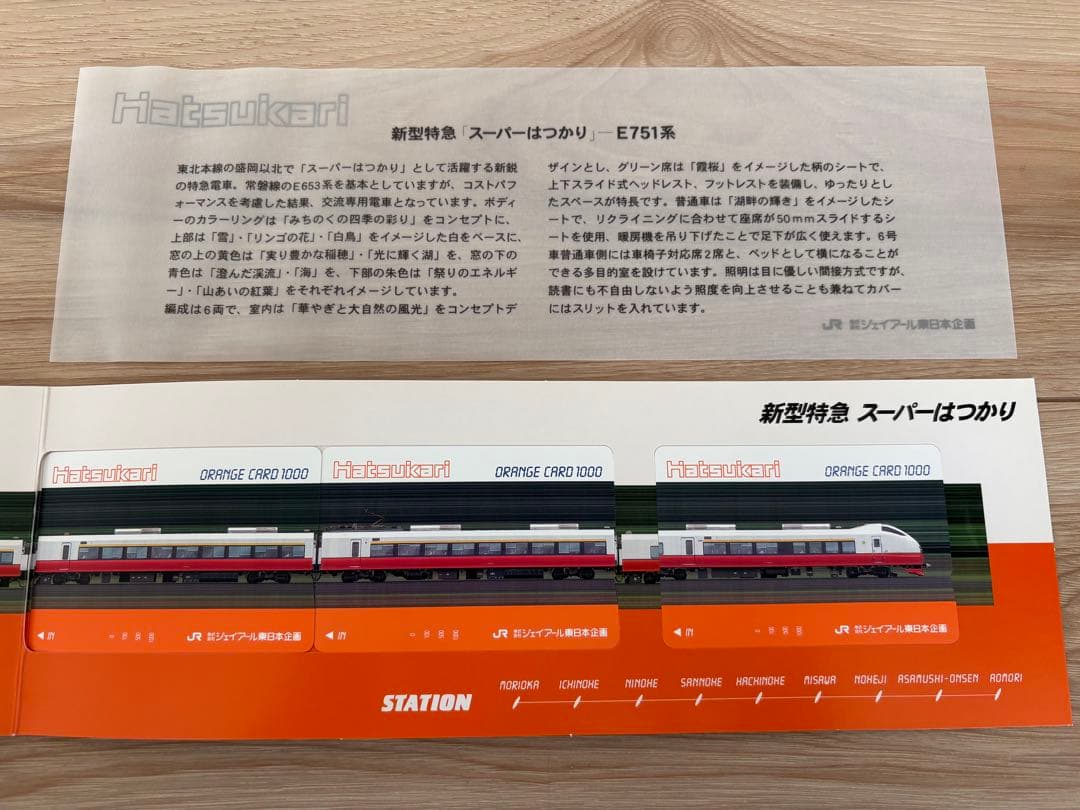 Hatsukari
新型特急「スーパーはつかり」―E751系
東北本線の盛岡以北で「スーパーはつかり」として活躍する新鋭
の特急電車。常磐線のE653系を基本としていますが、コストパフ
ォーマンスを考慮した結果、交流専用電車となっています。ボディ
ーのカラーリングは「みちのくの四季の彩り」をコンセプトに、
上部は「雪」・「リンゴの花」・「白鳥」をイメージした白をベースに、
窓の上の黄色は「実り豊かな稲穂」・「光に輝く湖」を、窓の下の
青色は「澄んだ渓流」・「海」を、下部の朱色は「祭りのエネルギ
ー」・「山あいの紅葉」をそれぞれイメージしています。
編成は6両で、室内は「華やぎと大自然の風光」をコンセプトデ
ザインとし、グリーン席は「霞桜」をイメージした柄のシートで、
上下スライド式ヘッドレスト、フットレストを装備し、ゆったりとし
たスペースが特長です。普通車は「湖畔の輝き」をイメージしたシ
ートで、リクライニングに合わせて座席が50mmスライドするシ
ートを使用、暖房機を吊り下げたことで足下が広く使えます。6号
車普通車側には車椅子対応席2席と、ベッドとして横になることが
できる多目的室を設けています。照明は目に優しい間接方式ですが、
読書にも不自由しないよう照度を向上させることも兼ねてカバー
にはスリットを入れています。
JR 株式会社ジェイアール東日本企画
新型特急 スーパーはつかり
Hatsukari ORANGE CARD 1000
Hatsukari ORANGE CARD 1000
Hatsukari ORANGE CARD 1000
◀ IN JR 株式会社ジェイアール東日本企画
◀ IN JR 株式会社ジェイアール東日本企画
◀ IN JR 株式会社ジェイアール東日本企画
STATION MORIOKA ICHINOHE NINOHE SANNOHE HACHINOHE MISAWA NOHEJI ASAMUSHI-ONSEN AOMORI